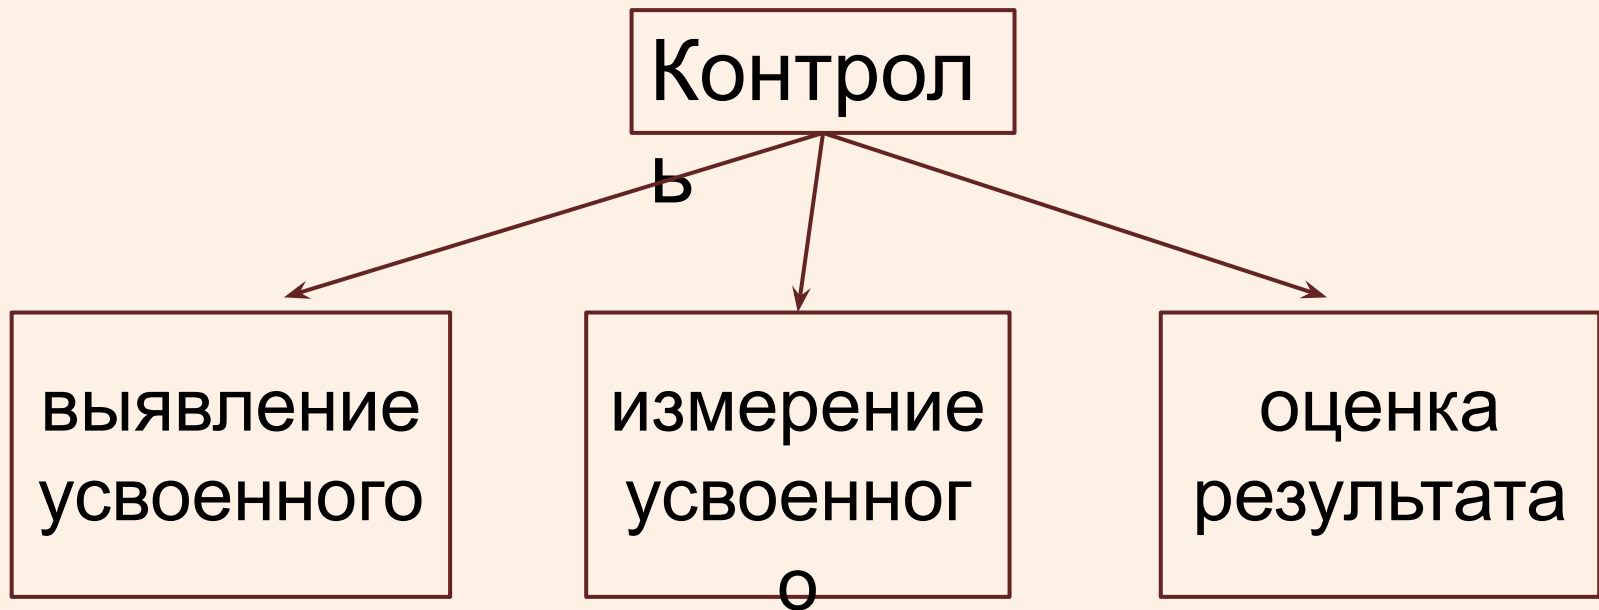 Контрол
ь
выявление
усвоенного
измерение
усвоенног
о
оценка
результата